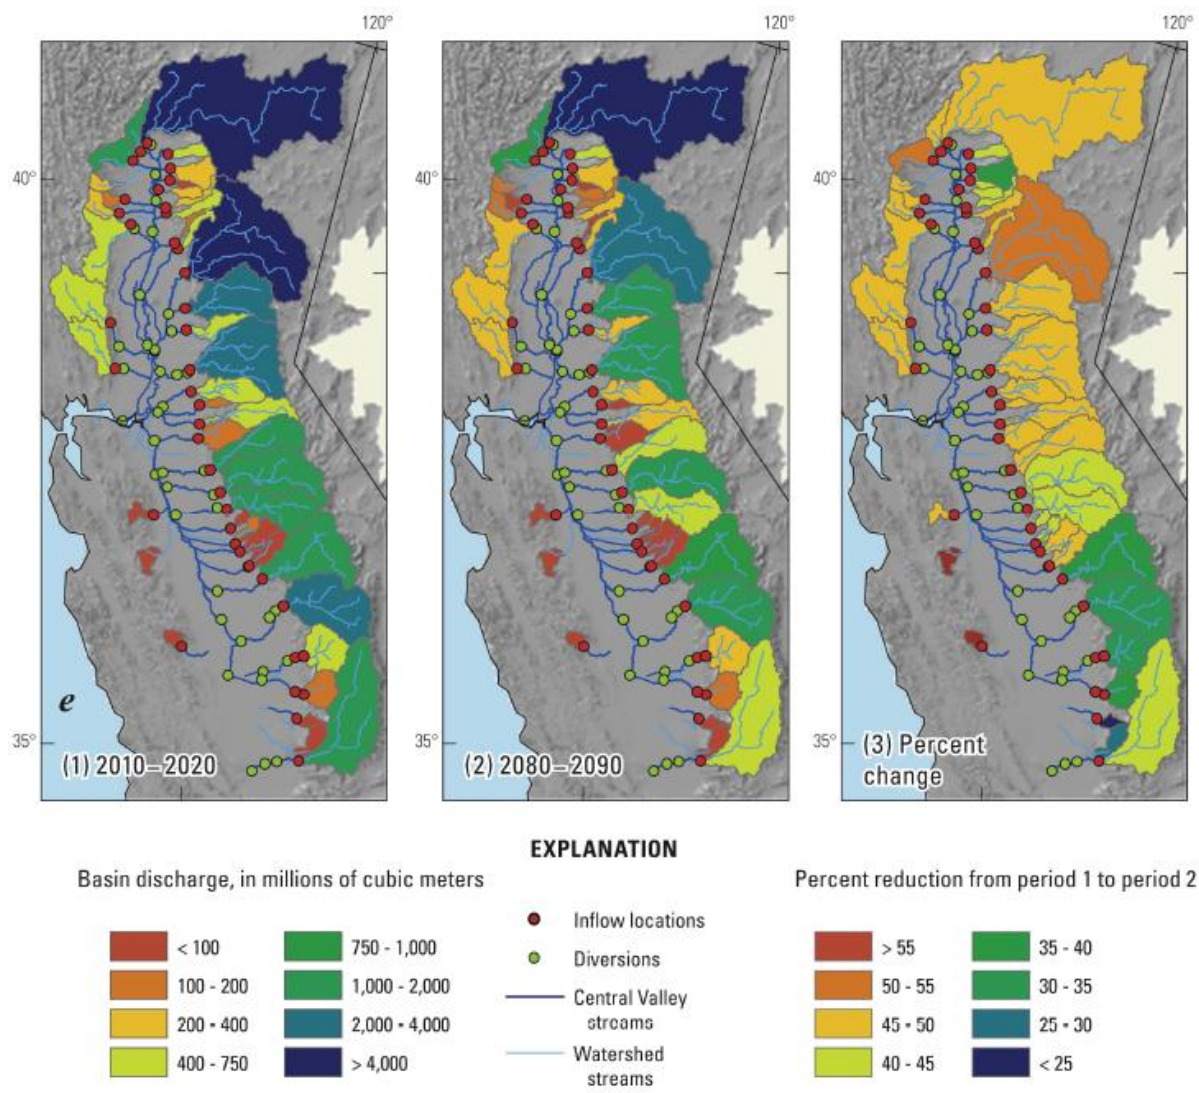 120°
120°
120°
40°
40°
40°
35°
35°
35°
e
(1) 2010–2020
(2) 2080–2090
(3) Percent
change
EXPLANATION
Basin discharge, in millions of cubic meters
< 100
100 - 200
200 - 400
400 - 750
750 - 1,000
1,000 - 2,000
2,000 - 4,000
> 4,000
Inflow locations
Diversions
Central Valley
streams
Watershed
streams
Percent reduction from period 1 to period 2
> 55
50 - 55
45 - 50
40 - 45
35 - 40
30 - 35
25 - 30
< 25